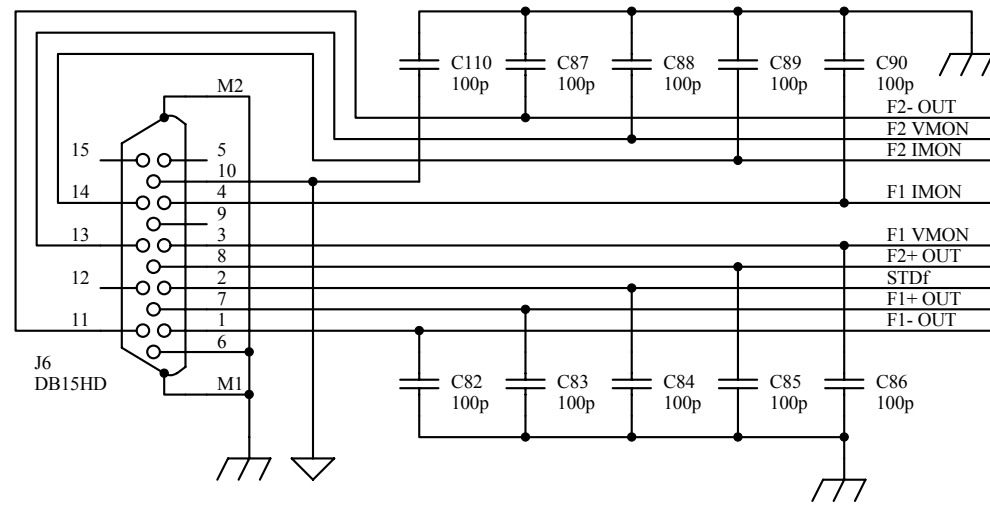 C110
100p
C87
100p
C88
100p
C89
100p
C90
100p
M2
F2- OUT
F2 VMON
F2 IMON
15
5
10
14
4
F1 IMON
9
13
3
F1 VMON
8
F2+ OUT
12
2
STDf
7
F1+ OUT
11
1
F1- OUT
6
J6
DB15HD
M1
C82
100p
C83
100p
C84
100p
C85
100p
C86
100p